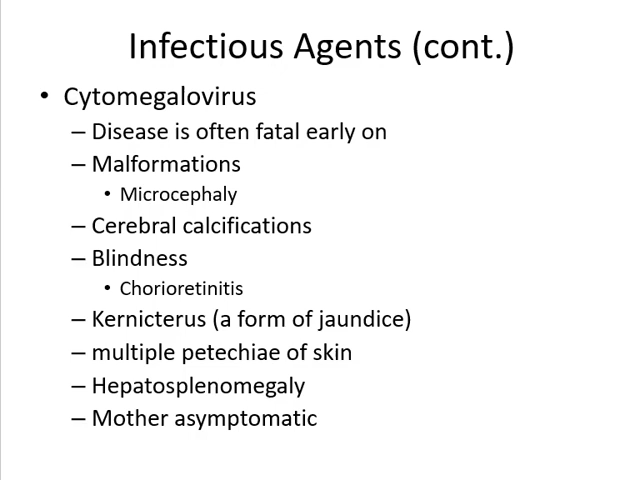 Infectious Agents (cont.)
• Cytomegalovirus
– Disease is often fatal early on
– Malformations
• Microcephaly
– Cerebral calcifications
– Blindness
• Chorioretinitis
– Kernicterus (a form of jaundice)
– multiple petechiae of skin
– Hepatosplenomegaly
– Mother asymptomatic